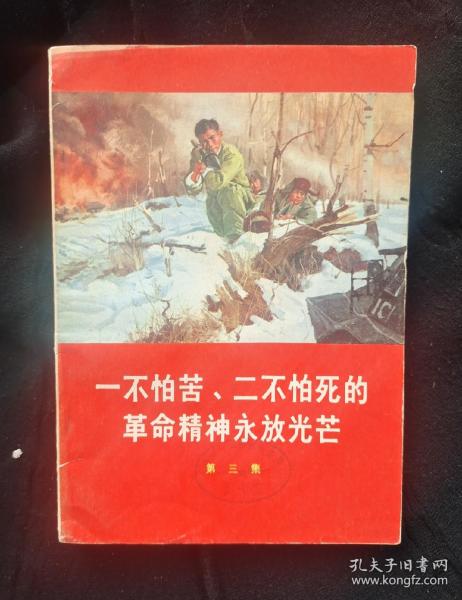 一不怕苦、二不怕死的
革命精神永放光芒
第三集
孔夫子旧书网
www.kongfz.com